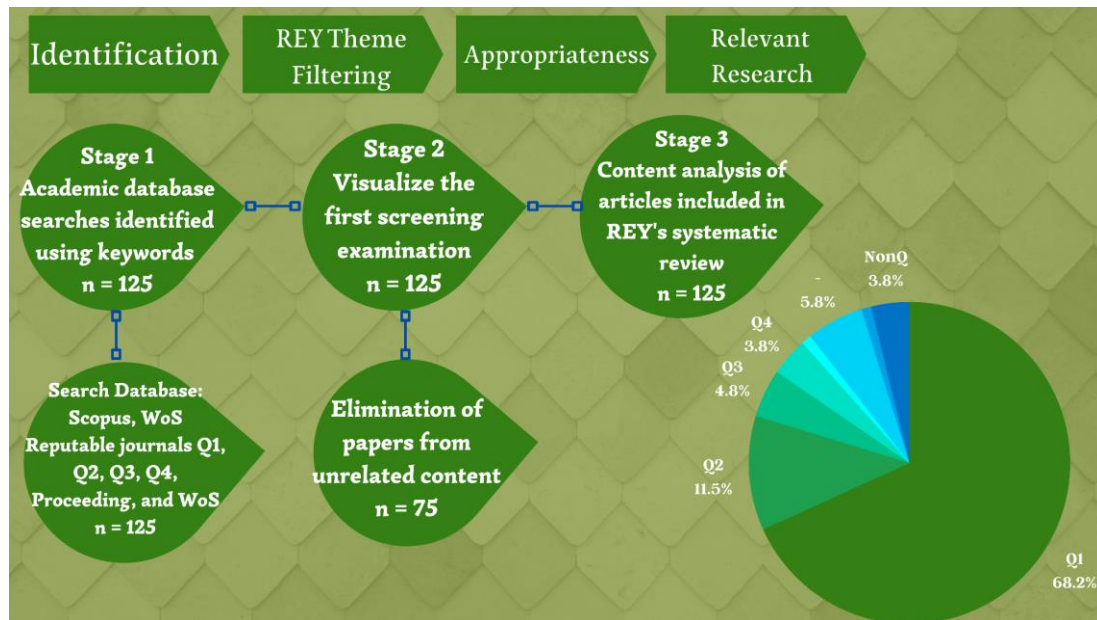 Identification
REY Theme
Filtering
Appropriateness
Relevant
Research
Stage 1
Academic database
searches identified
using keywords
n = 125
Stage 2
Visualize the
first screening
examination
n = 125
Stage 3
Content analysis of
articles included in
REY's systematic
review
n = 125
Search Database:
Scopus, WoS
Reputable journals Q1,
Q2, Q3, Q4,
Proceeding, and WoS
n = 125
Elimination of
papers from
unrelated content
n = 75
NonQ
3.8%
-
5.8%
Q4
3.8%
Q3
4.8%
Q2
11.5%
Q1
68.2%